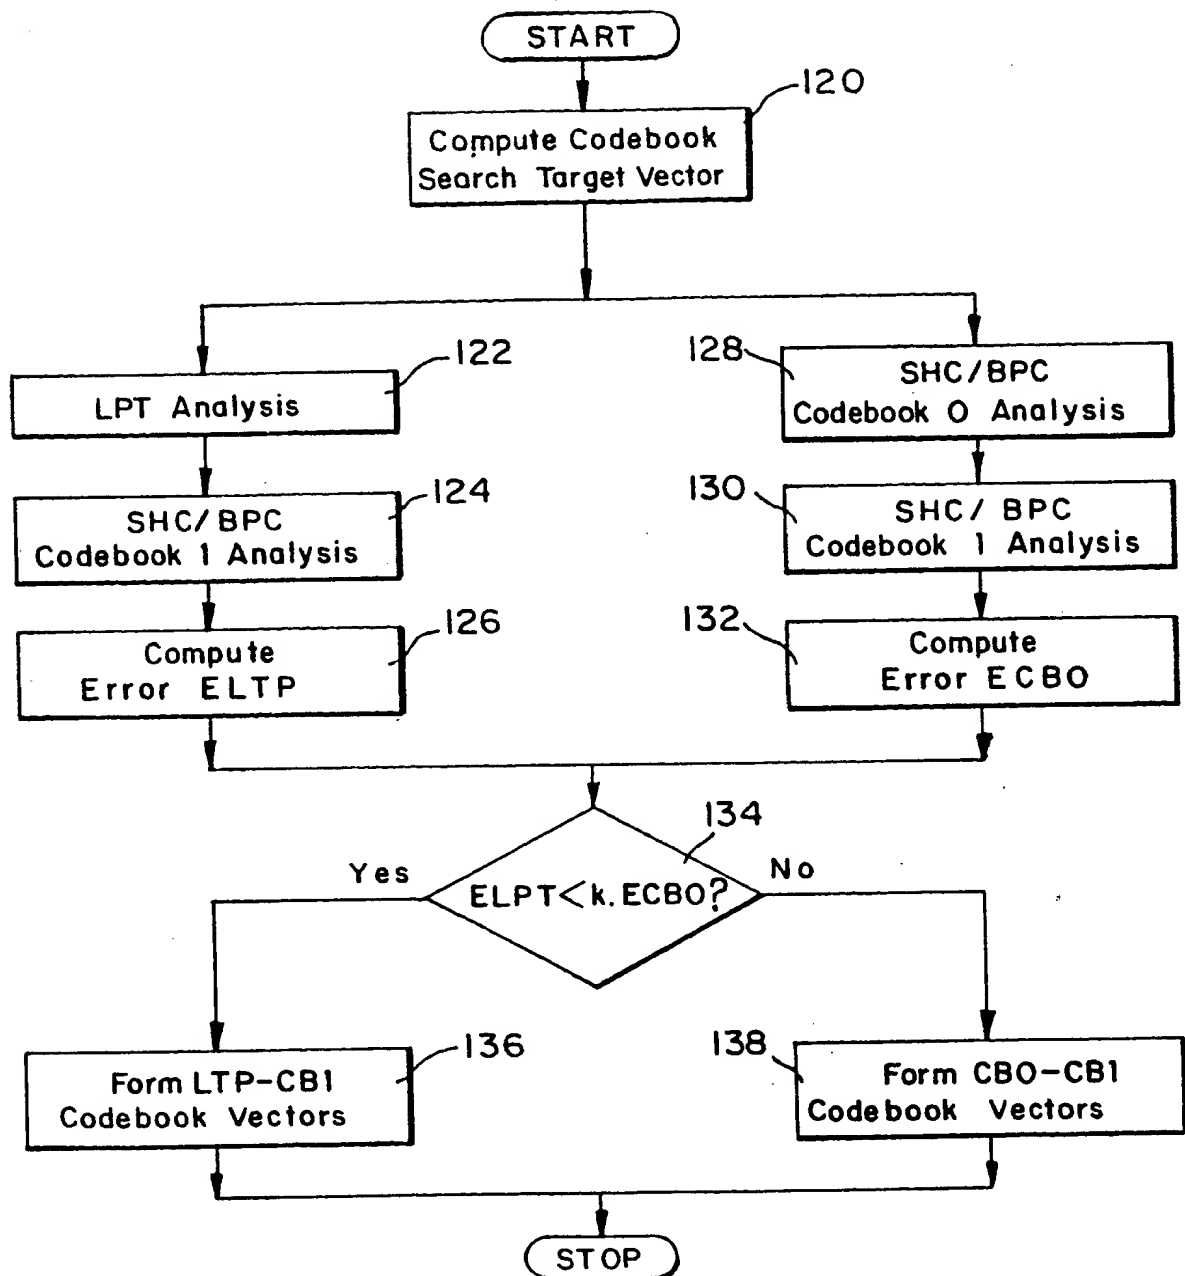 START
120
Compute Codebook
Search Target Vector
122
LPT Analysis
128
SHC/BPC
Codebook 0 Analysis
124
SHC/BPC
Codebook 1 Analysis
130
SHC/ BPC
Codebook 1 Analysis
126
Compute
Error ELTP
132
Compute
Error ECBO
134
Yes
No
ELPT<k.ECBO?
136
Form LTP-CB1
Codebook Vectors
138
Form CBO-CB1
Codebook Vectors
STOP